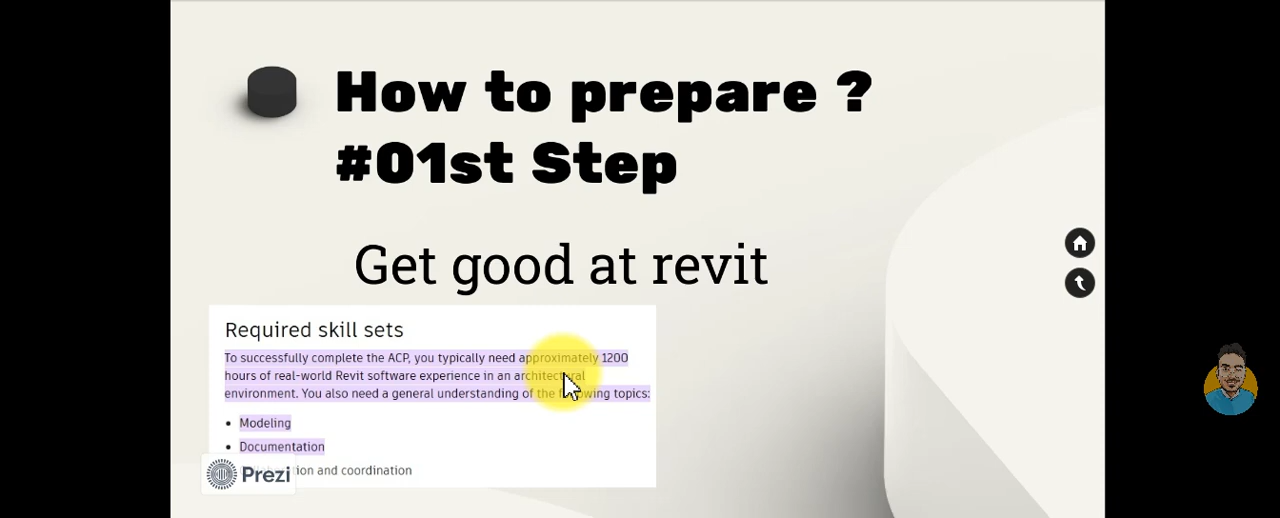 How to prepare ?
#01st Step
Get good at revit
Required skill sets
To successfully complete the ACP, you typically need approximately 1200
hours of real-world Revit software experience in an architectural
environment. You also need a general understanding of the following topics:
Modeling
Documentation
and coordination
Prezi